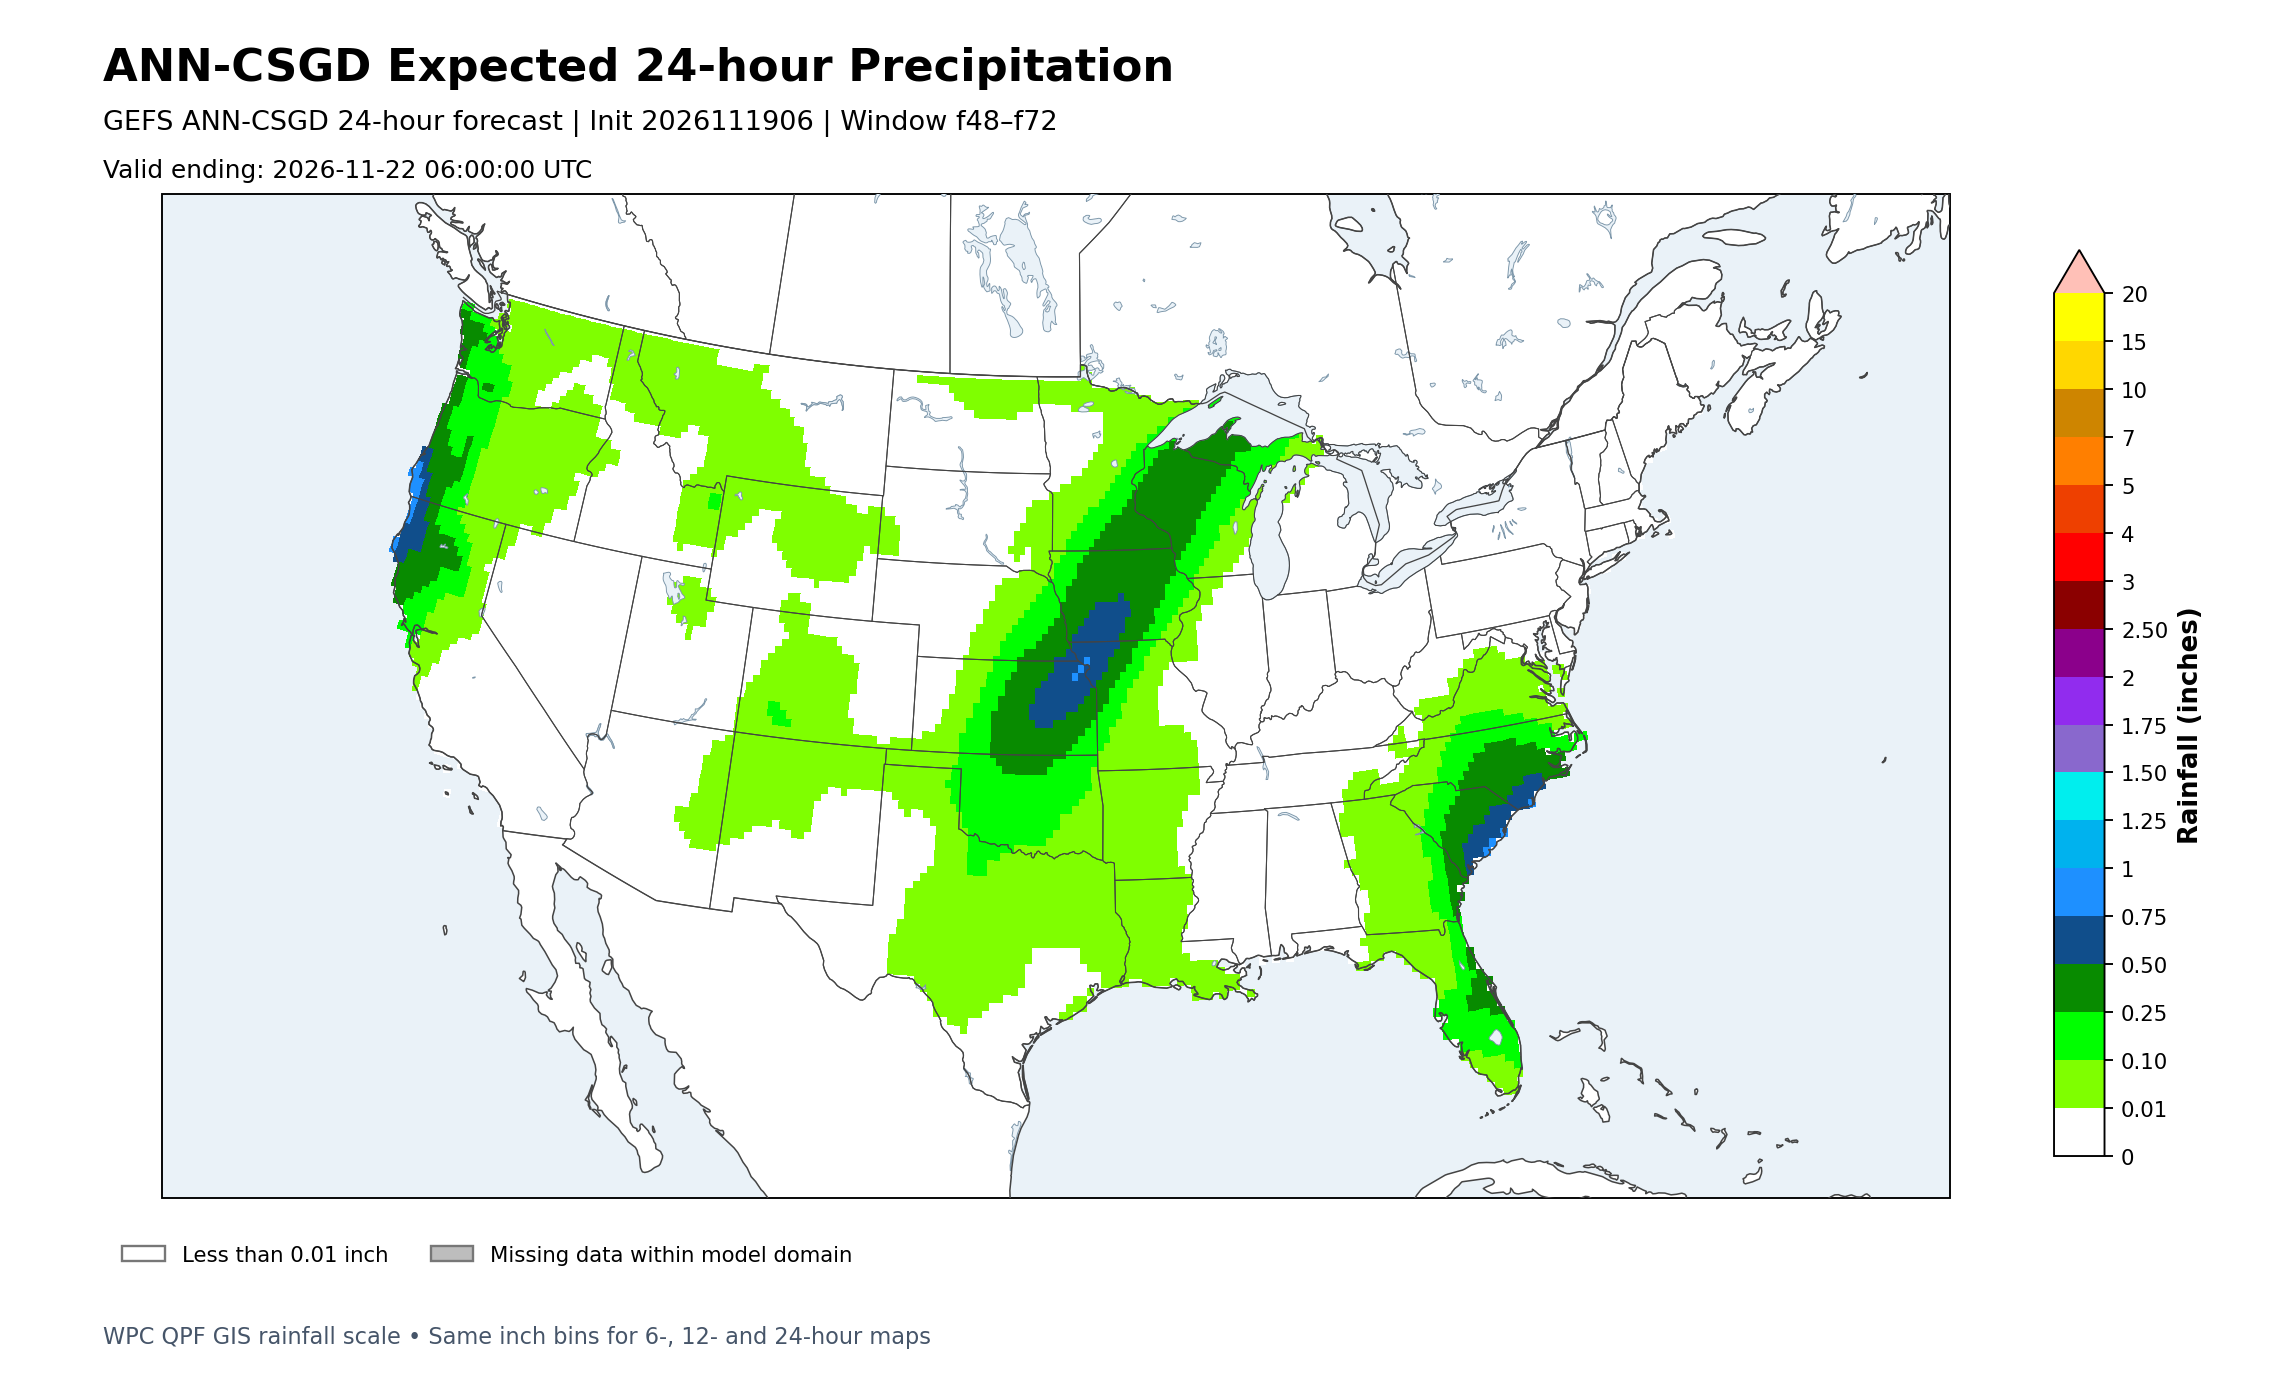 ANN-CSGD Expected 24-hour Precipitation
GEFS ANN-CSGD 24-hour forecast | Init 2026111906 | Window f48–f72
Valid ending: 2026-11-22 06:00:00 UTC
20
15
10
7
5
4
3
2.50
2
1.75
1.50
1.25
1
0.75
0.50
0.25
0.10
0.01
0
Rainfall (inches)
Less than 0.01 inch
Missing data within model domain
WPC QPF GIS rainfall scale • Same inch bins for 6-, 12- and 24-hour maps